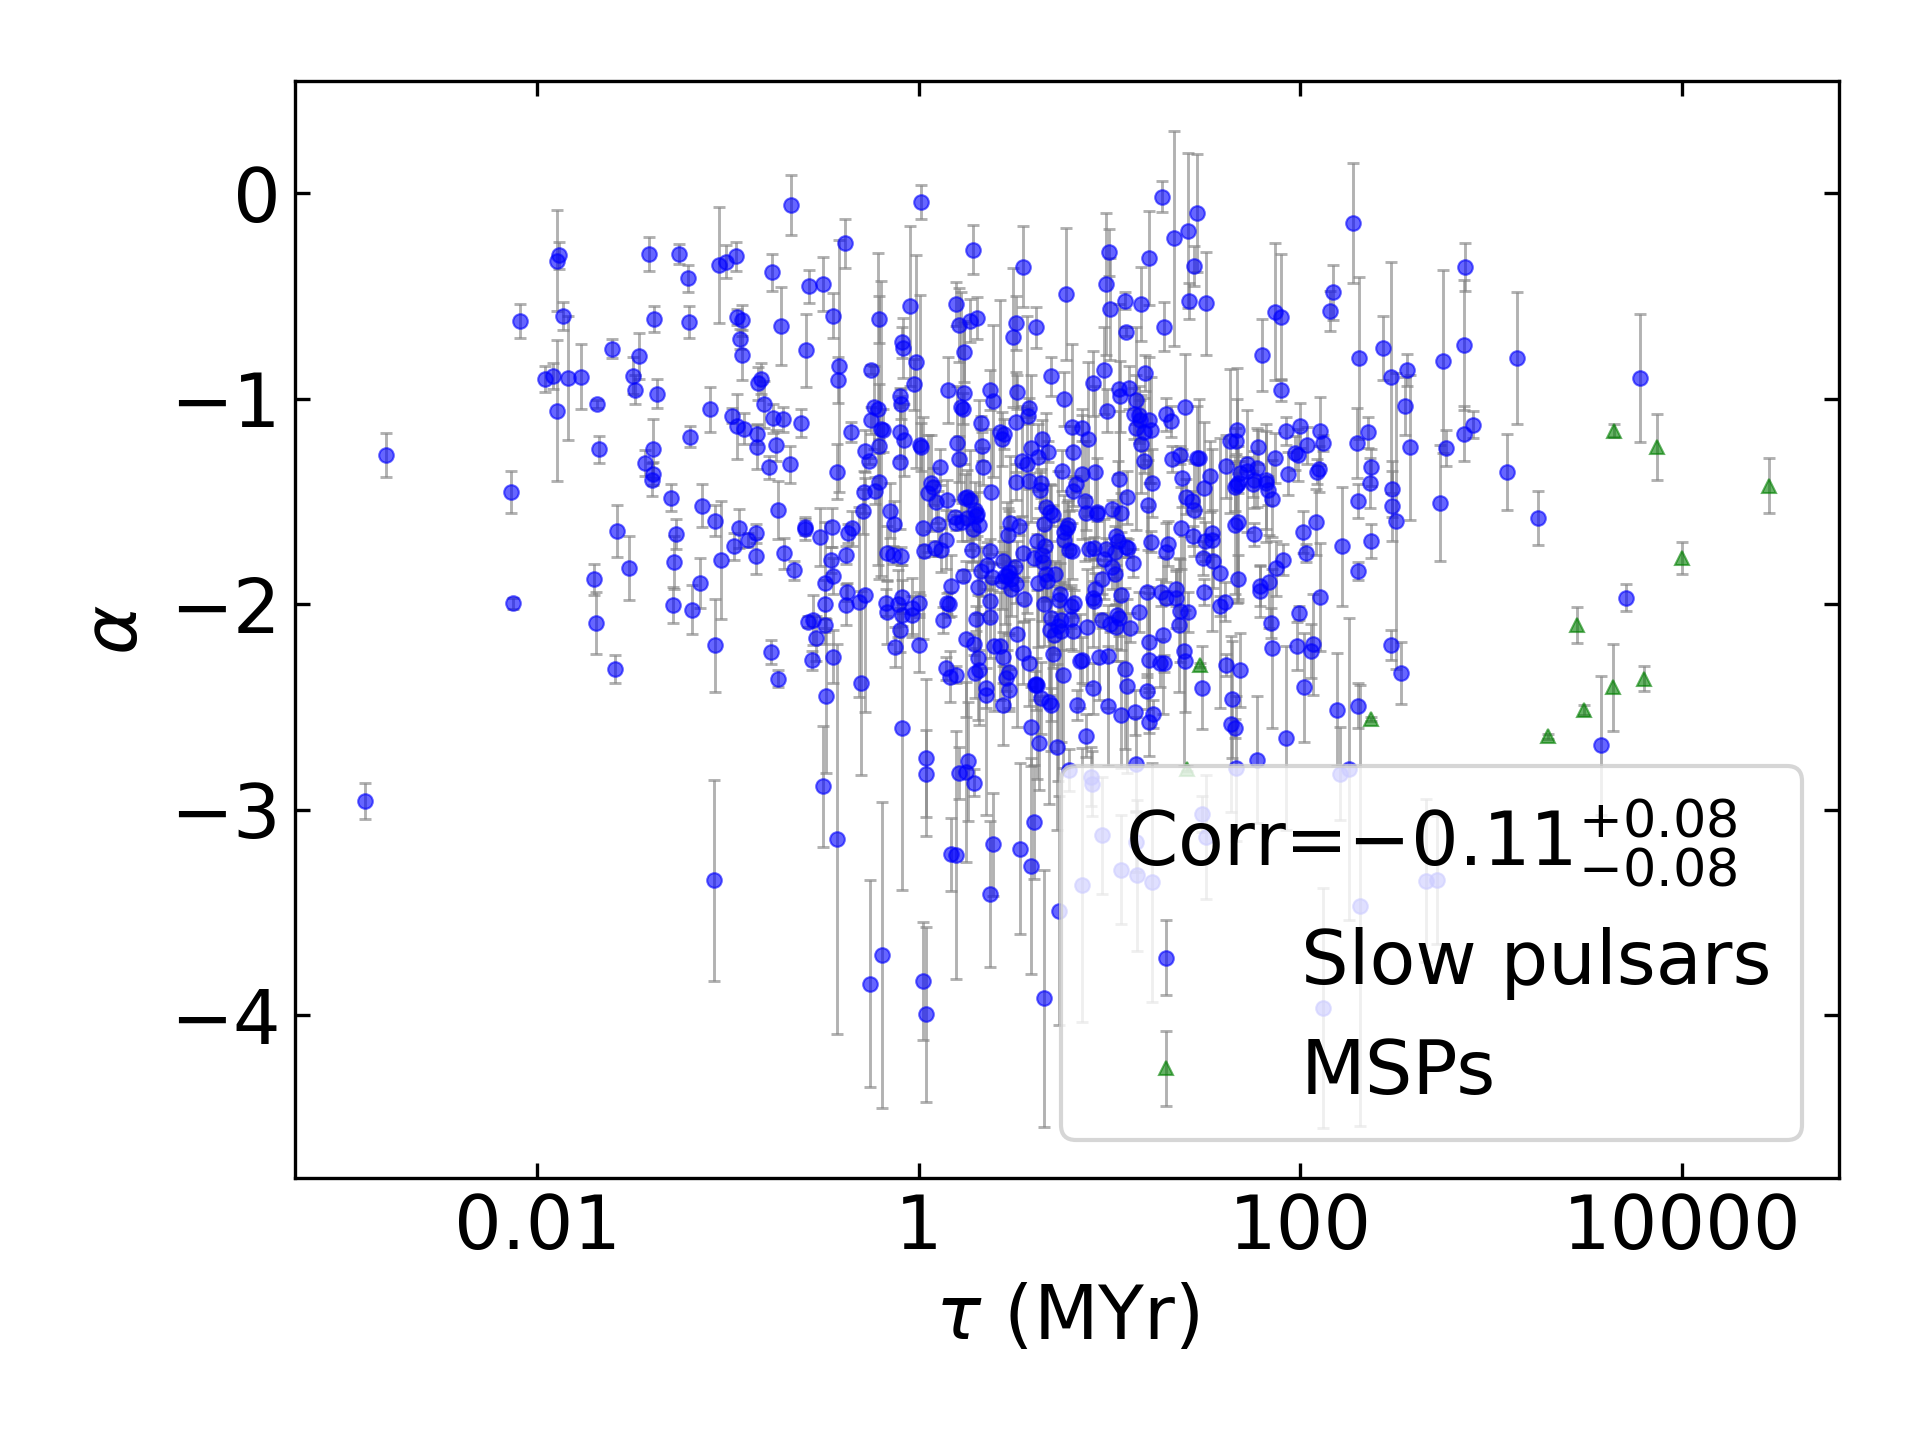 0
−1
−2
−3
−4
α
0.01 1 100 10000
τ (MYr)
Corr=−0.11 +0.08 −0.08
Slow pulsars
MSPs